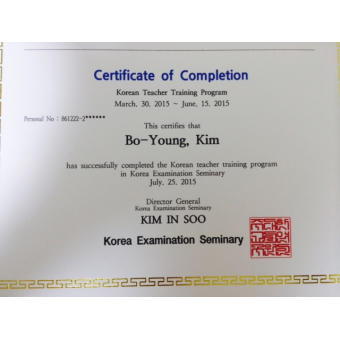 Certificate of Completion
Korean Teacher Training Program
March, 30. 2015 ~ June, 15. 2015
Personal No : 861222-2******
This certifies that
Bo-Young, Kim
has successfully completed the Korean teacher training program
in Korea Examination Seminary
July, 25. 2015
Director General
Korea Examination Seminary
KIM IN SOO
Korea Examination Seminary